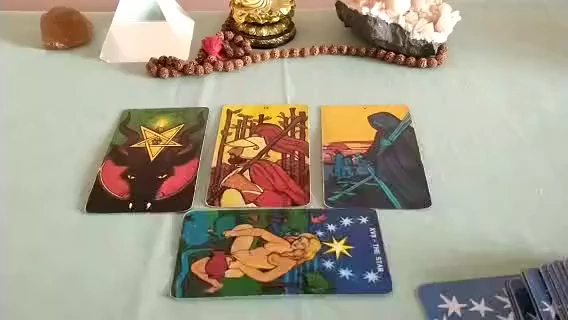 XVII • THE STAR